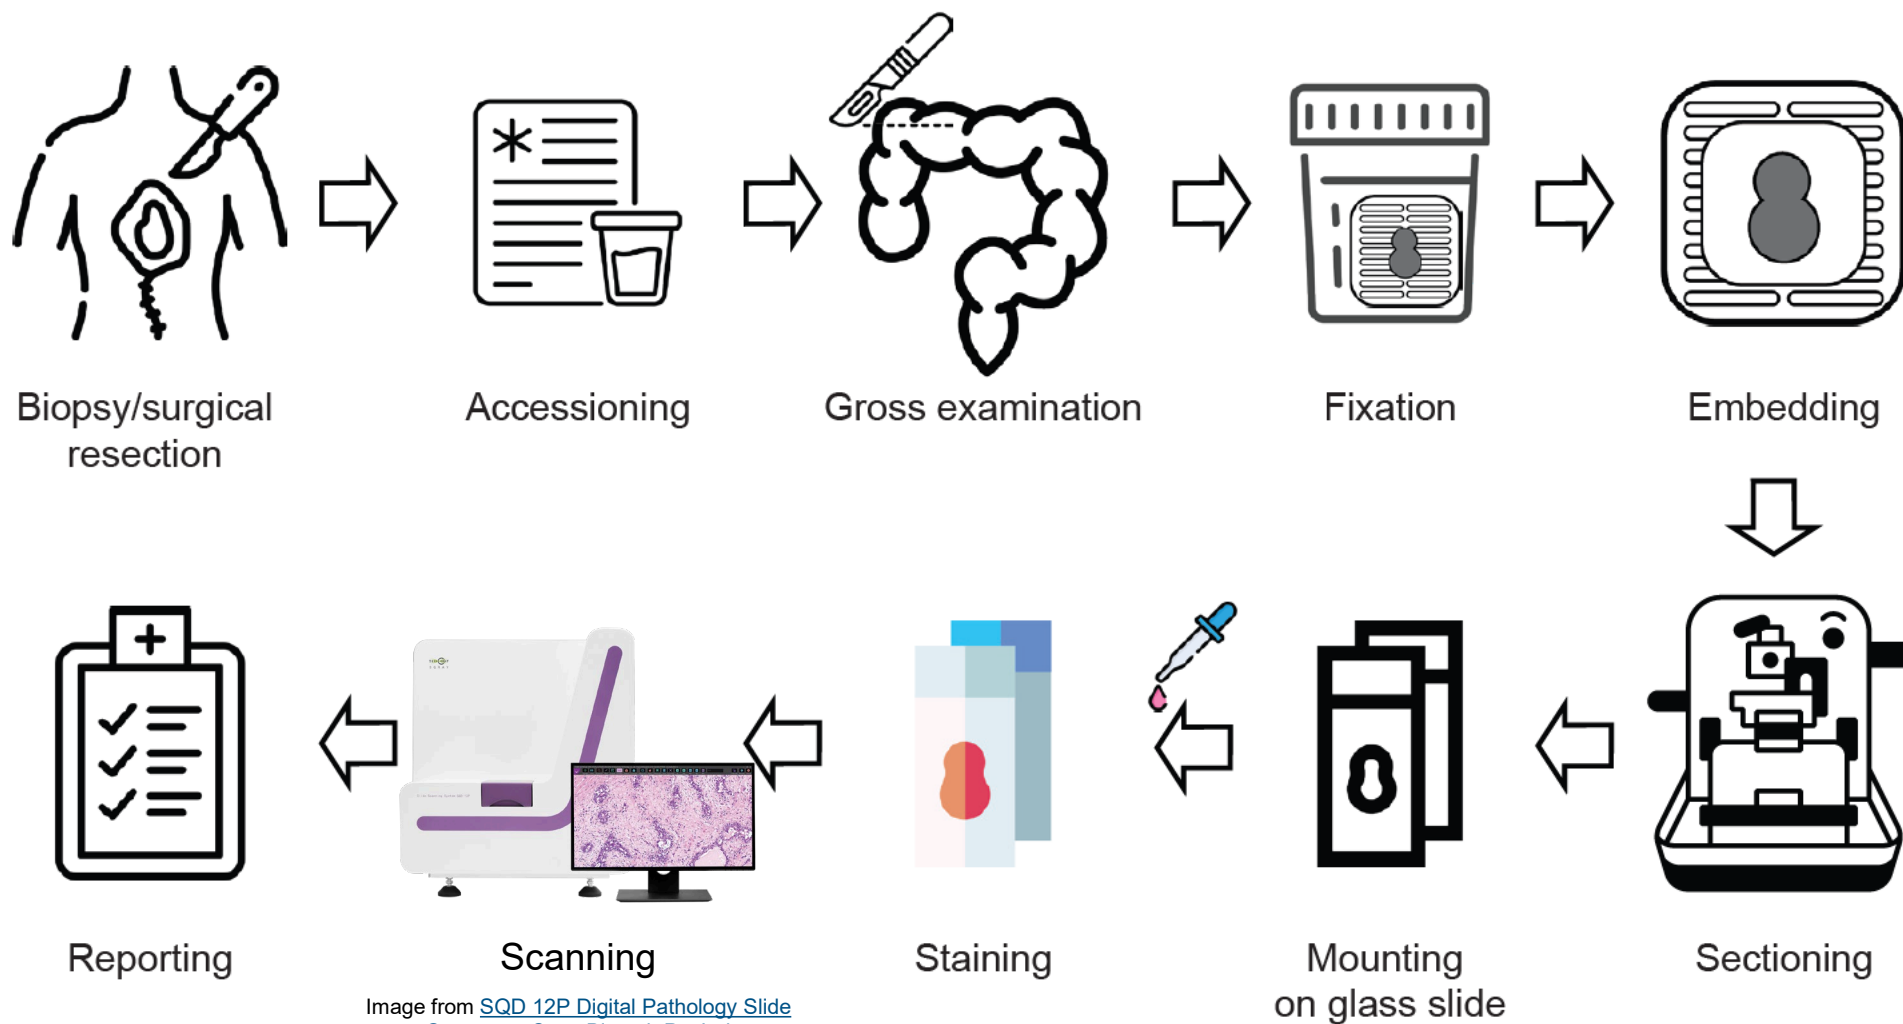 Biopsy/surgical
resection
Accessioning
Gross examination
Fixation
Embedding
Reporting
Scanning
Staining
Mounting
on glass slide
Sectioning
Image from SQD 12P Digital Pathology Slide